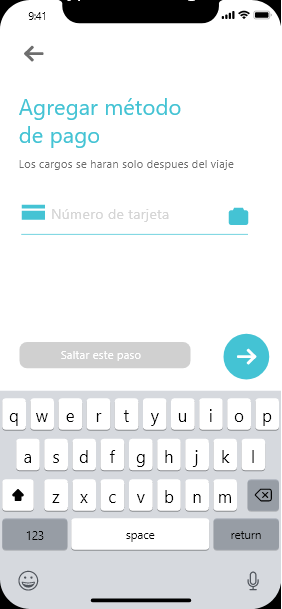 9:41
Agregar método
de pago
Los cargos se haran solo despues del viaje
Número de tarjeta
Saltar este paso
q w e r t y u i o p
a s d f g h j k l
z x c v b n m
123 space return